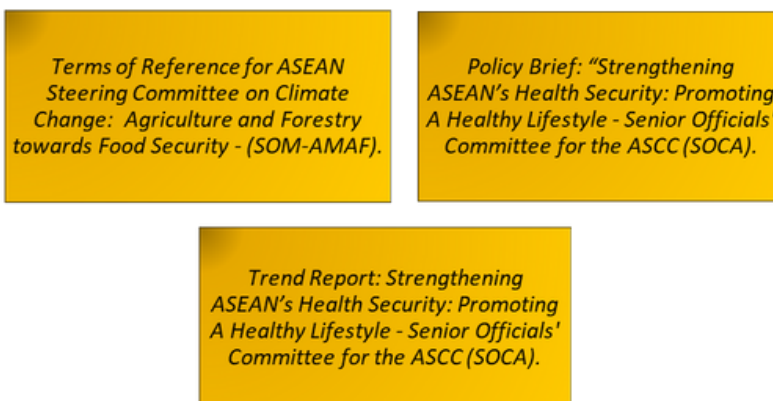 Terms of Reference for ASEAN
Steering Committee on Climate
Change: Agriculture and Forestry
towards Food Security - (SOM-AMAF).
Policy Brief: “Strengthening
ASEAN’s Health Security: Promoting
A Healthy Lifestyle - Senior Officials'
Committee for the ASCC (SOCA).
Trend Report: Strengthening
ASEAN’s Health Security: Promoting
A Healthy Lifestyle - Senior Officials'
Committee for the ASCC (SOCA).